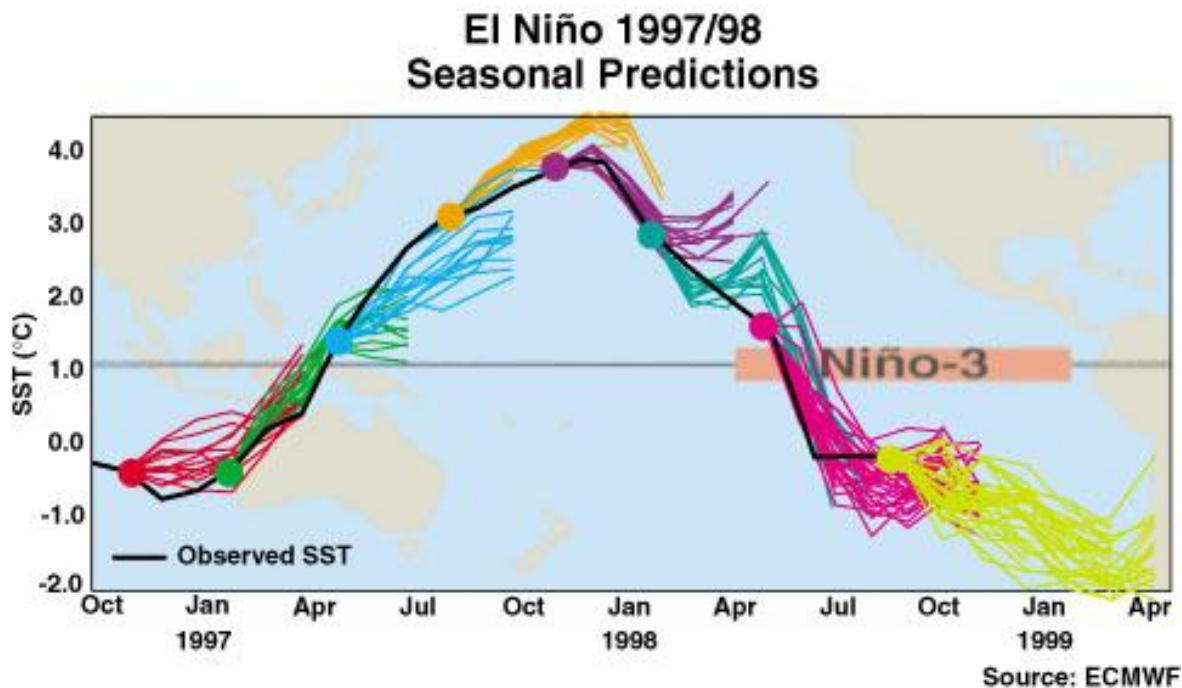 El Niño 1997/98
Seasonal Predictions
4.0
3.0
2.0
1.0
0.0
-1.0
-2.0
SST (°C)
Niño-3
Observed SST
Oct Jan Apr Jul Oct Jan Apr Jul Oct Jan Apr
1997 1998 1999
Source: ECMWF